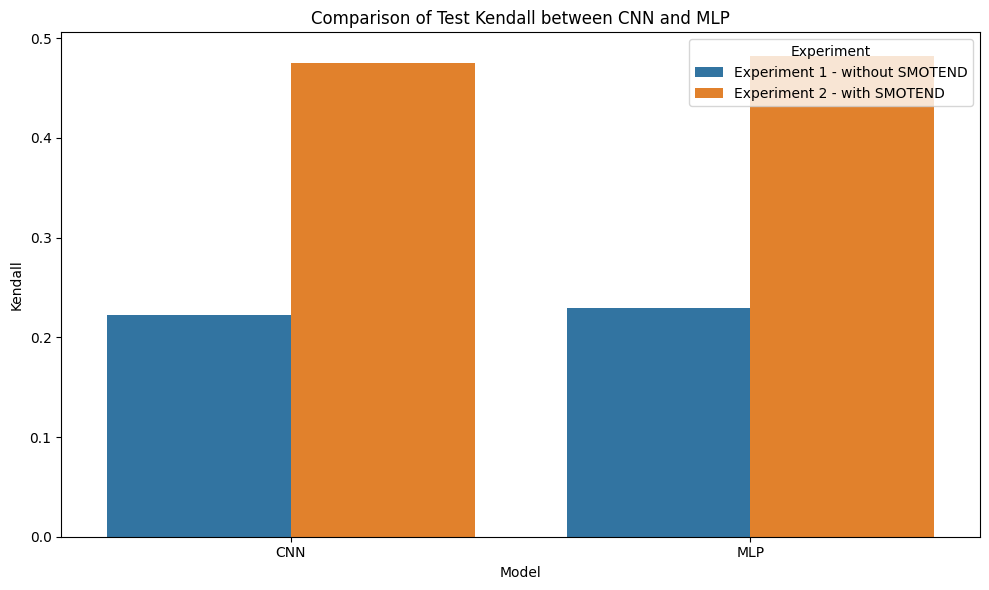 Comparison of Test Kendall between CNN and MLP
Experiment
Experiment 1 - without SMOTEND
Experiment 2 - with SMOTEND
Kendall
0.5
0.4
0.3
0.2
0.1
0.0
CNN
MLP
Model